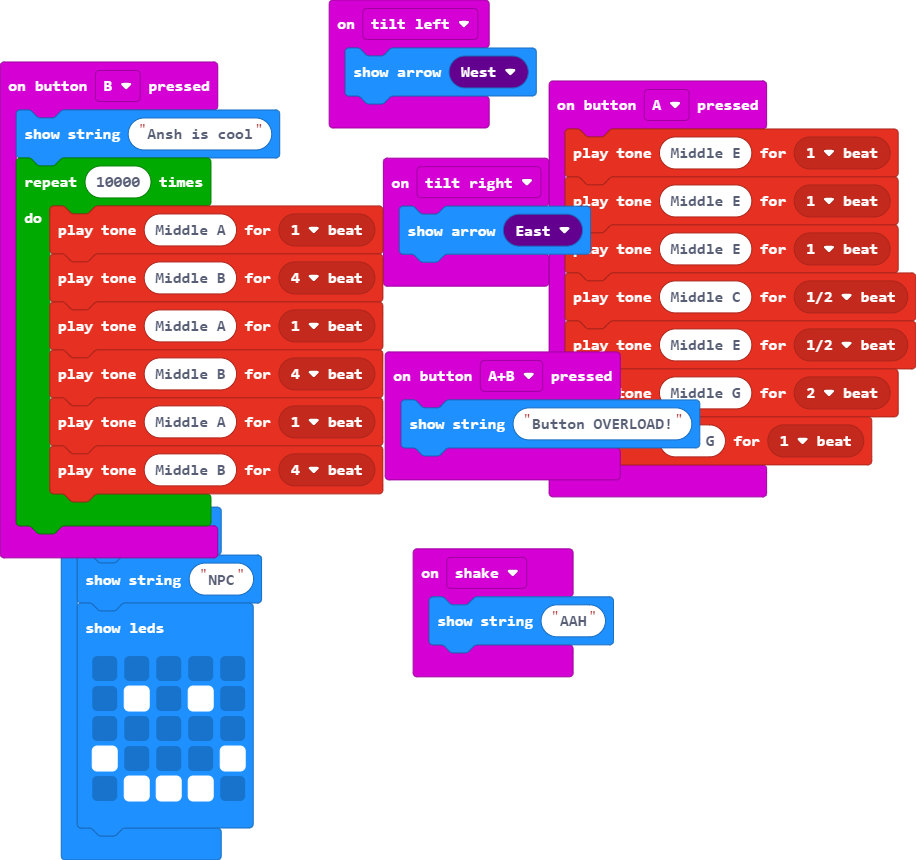 on tilt left
show arrow West
on button B pressed
show string "Ansh is cool"
repeat 10000 times
do
play tone Middle A for 1 beat
play tone Middle B for 4 beat
play tone Middle A for 1 beat
play tone Middle B for 4 beat
play tone Middle A for 1 beat
play tone Middle B for 4 beat
show string "NPC"
show leds
on tilt right
show arrow East
on button A+B pressed
show string "Button OVERLOAD!"
on shake
show string "AAH"
on button A pressed
play tone Middle E for 1 beat
play tone Middle E for 1 beat
Middle E for 1 beat
play tone Middle C for 1/2 beat
play tone Middle E for 1/2 beat
tone Middle G for 2 beat
G for 1 beat